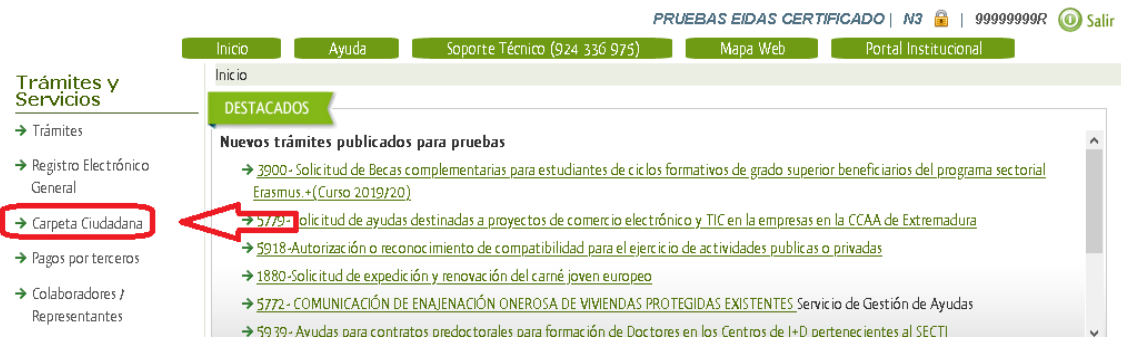 PRUEBAS EIDAS CERTIFICADO | N3 | 99999999R Salir
Inicio Ayuda Soporte Técnico (924 336 975) Mapa Web Portal Institucional
Trámites y
Servicios
Trámites
Registro Electrónico
General
Carpeta Ciudadana
Pagos por terceros
Colaboradores /
Representantes
Inicio
DESTACADOS
Nuevos trámites publicados para pruebas
3900- Solicitud de Becas complementarias para estudiantes de ciclos formativos de grado superior beneficiarios del programa sectorial
Erasmus.+(Curso 2019/20)
5779- olicitud de ayudas destinadas a proyectos de comercio electrónico y TIC en la empresas en la CCAA de Extremadura
5918-Autorización o reconocimiento de compatibilidad para el ejercicio de actividades publicas o privadas
1880-Solicitud de expedición y renovación del carné joven europeo
5772- COMUNICACIÓN DE ENAJENACIÓN ONEROSA DE VIVIENDAS PROTEGIDAS EXISTENTES Servicio de Gestión de Ayudas
5939- Ayudas para contratos predoctorales para formación de Doctores en los Centros de I+D pertenecientes al SECTI